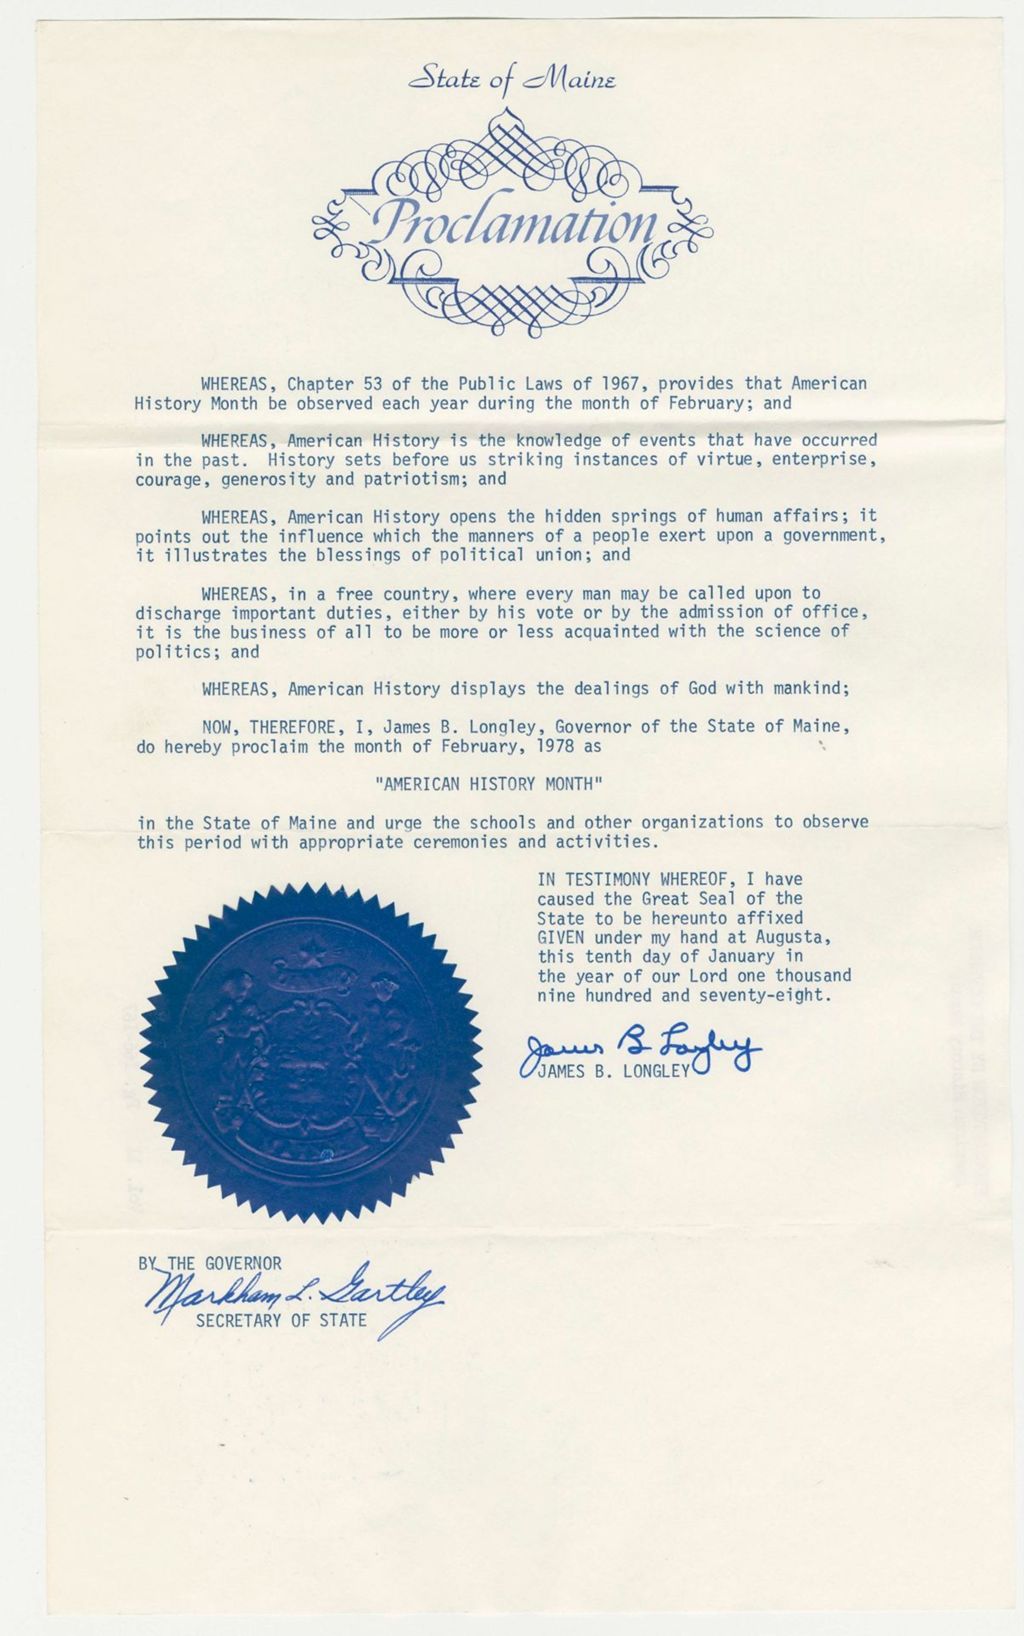 State of Maine
Proclamation
WHEREAS, Chapter 53 of the Public Laws of 1967, provides that American
History Month be observed each year during the month of February; and
WHEREAS, American History is the knowledge of events that have occurred
in the past. History sets before us striking instances of virtue, enterprise,
courage, generosity and patriotism; and
WHEREAS, American History opens the hidden springs of human affairs; it
points out the influence which the manners of a people exert upon a government,
it illustrates the blessings of political union; and
WHEREAS, in a free country, where every man may be called upon to
discharge important duties, either by his vote or by the admission of office,
it is the business of all to be more or less acquainted with the science of
politics; and
WHEREAS, American History displays the dealings of God with mankind;
NOW, THEREFORE, I, James B. Longley, Governor of the State of Maine,
do hereby proclaim the month of February, 1978 as
"AMERICAN HISTORY MONTH"
in the State of Maine and urge the schools and other organizations to observe
this period with appropriate ceremonies and activities.
IN TESTIMONY WHEREOF, I have
caused the Great Seal of the
State to be hereunto affixed
GIVEN under my hand at Augusta,
this tenth day of January in
the year of our Lord one thousand
nine hundred and seventy-eight.
James B Longley
JAMES B. LONGLEY
BY THE GOVERNOR
Markham L. Gartley
SECRETARY OF STATE